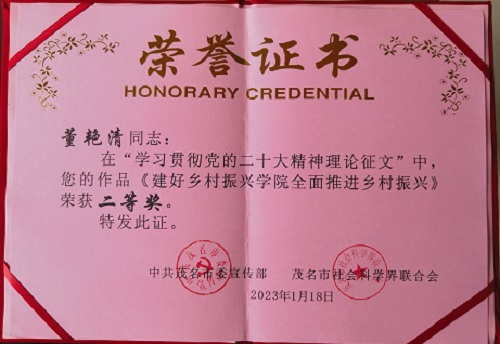 荣誉证书
HONORARY CREDENTIAL
董艳清同志：
在“学习贯彻党的二十大精神理论征文”中，
您的作品《建好乡村振兴学院全面推进乡村振兴》
荣获二等奖。
特发此证。
中共茂名市委宣传部 茂名市社会科学界联合会
2023年1月18日